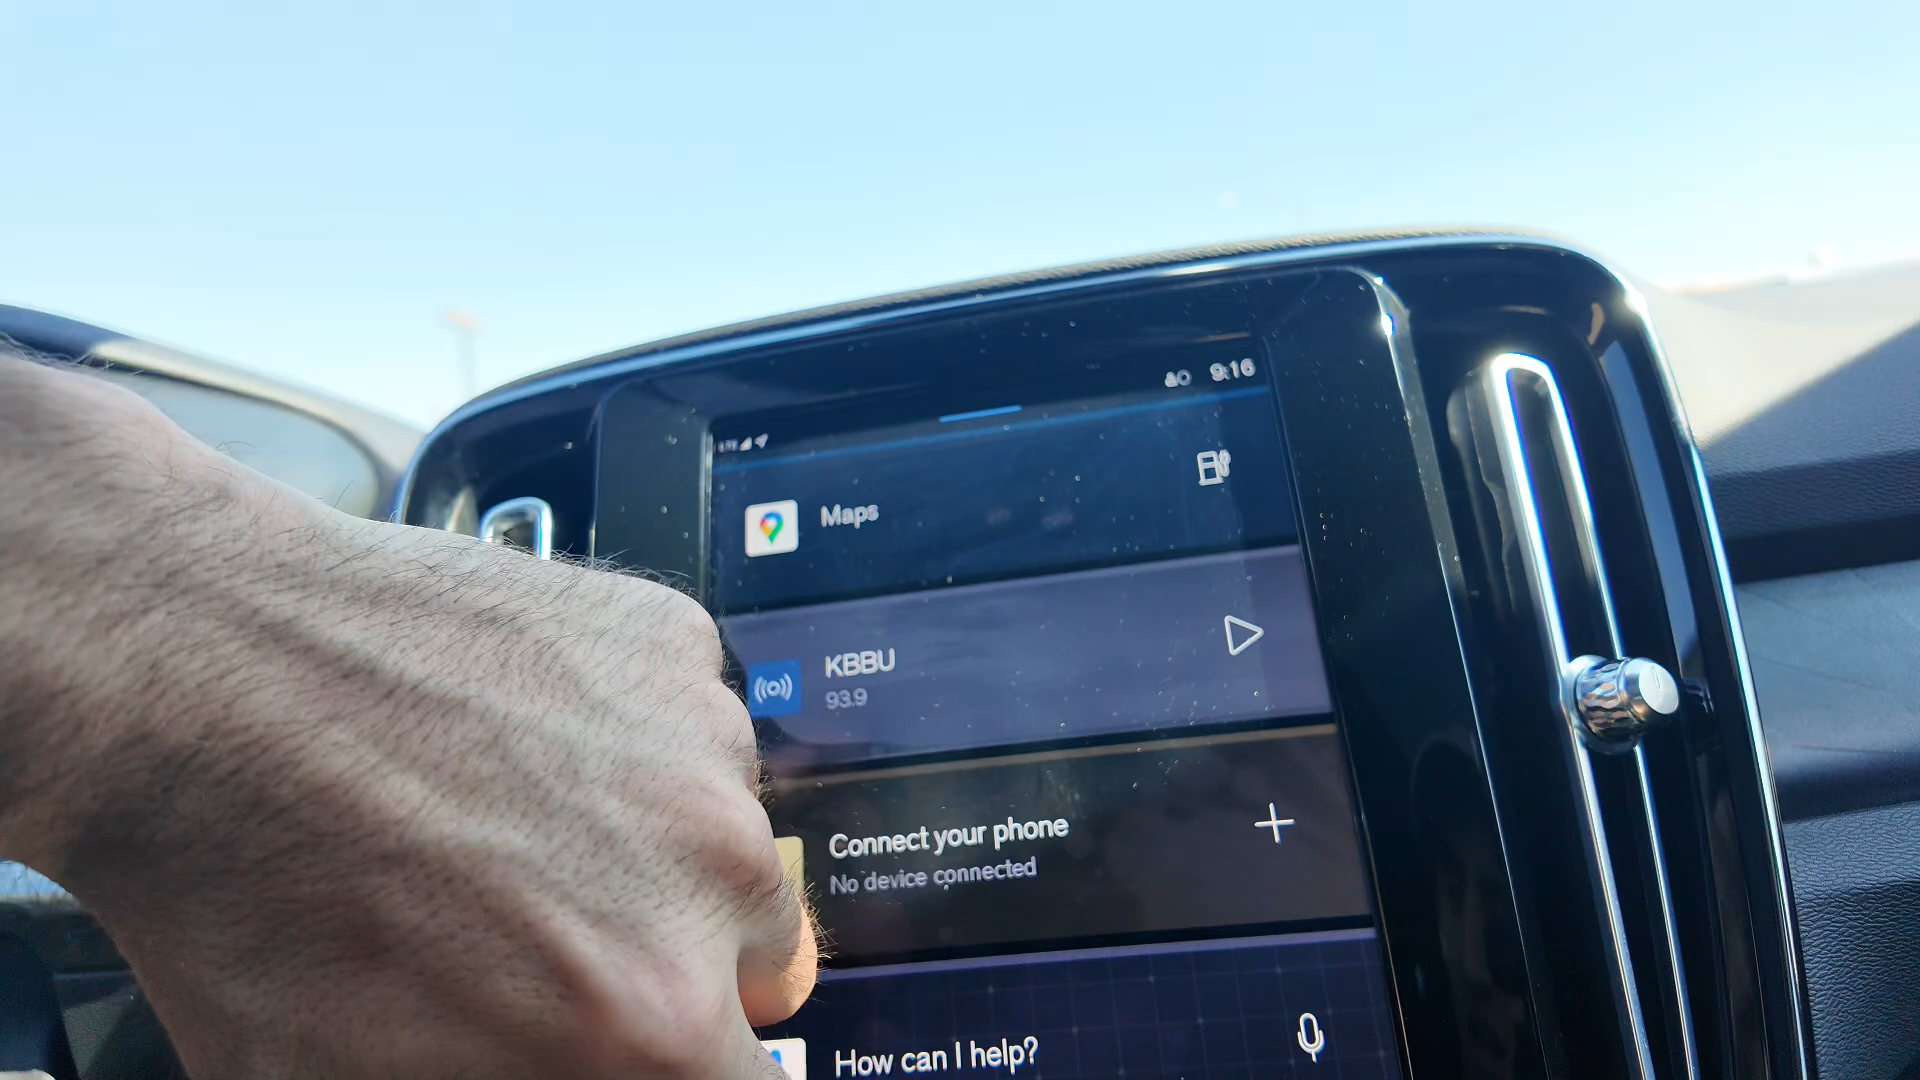 9:16
Maps
KBBU
93.9
Connect your phone
No device connected
How can I help?